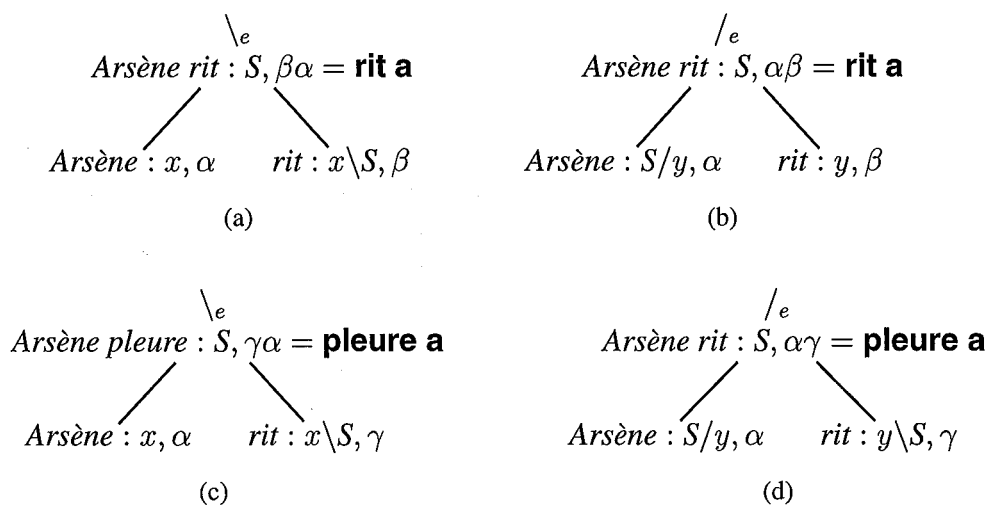 \e /e
Arsène rit : S, βα = rit a Arsène rit : S, αβ = rit a
Arsène : x, α rit : x\S, β Arsène : S/y, α rit : y, β
(a) (b)
\e /e
Arsène pleure : S, γα = pleure a Arsène rit : S, αγ = pleure a
Arsène : x, α rit : x\S, γ Arsène : S/y, α rit : y\S, γ
(c) (d)